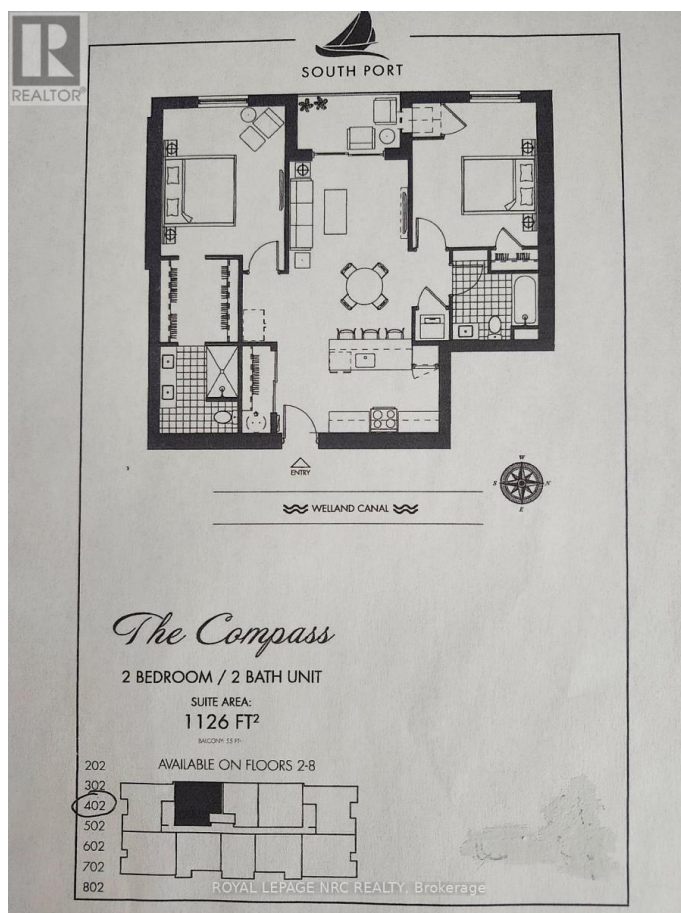 R
REALTOR®
SOUTH PORT
**
ENTRY
WELLAND CANAL
W
S
N
E
The Compass
2 BEDROOM / 2 BATH UNIT
SUITE AREA:
1126 FT²
AVAILABLE ON FLOORS 2-8
202
302
402
502
602
702
802
ROYAL LEPAGE NRC REALTY, Brokerage